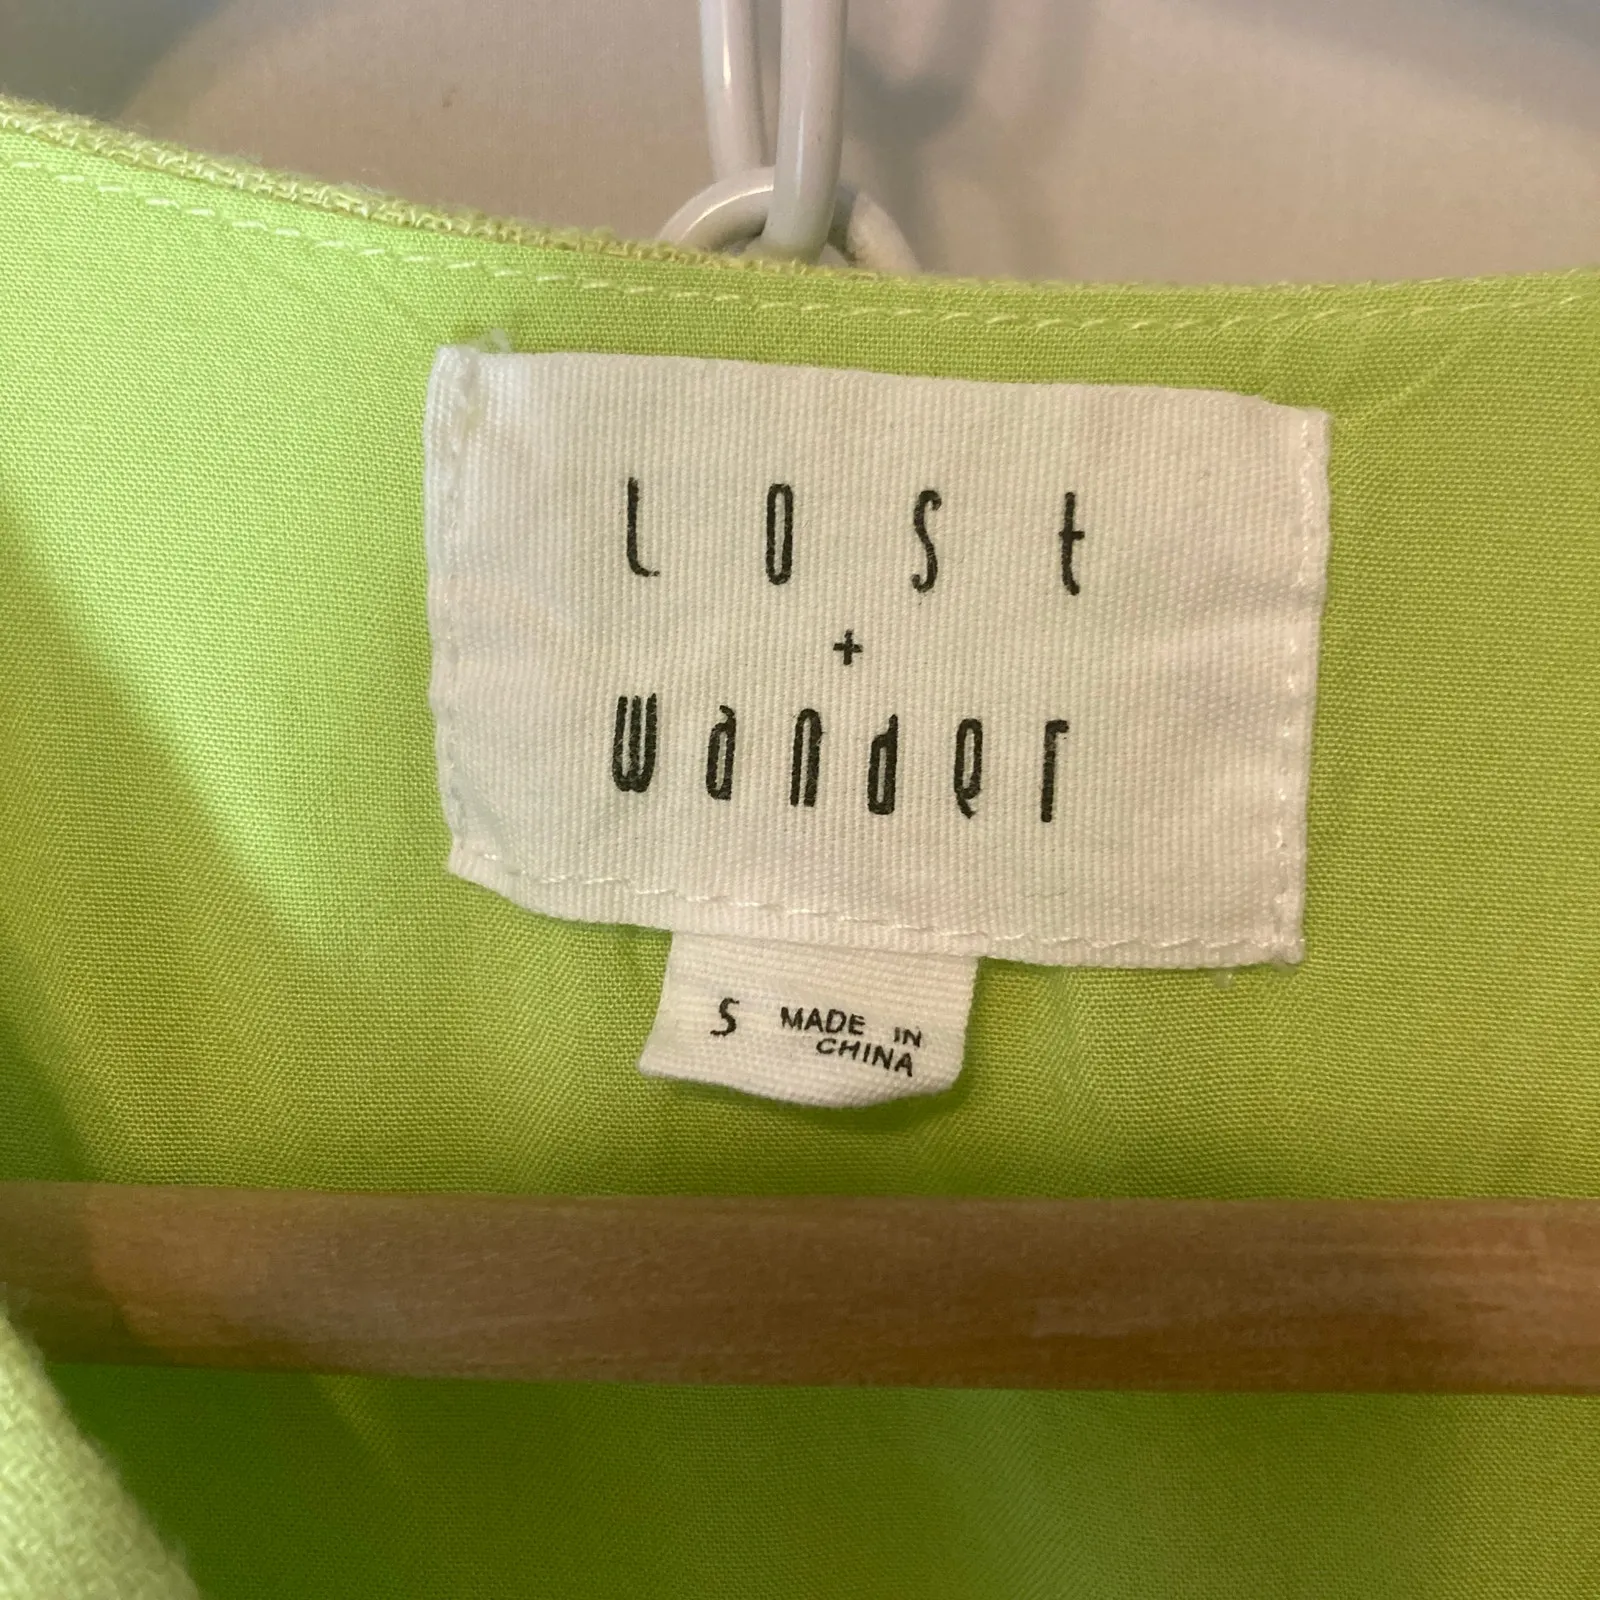 Lost
+
wander
S MADE IN
CHINA